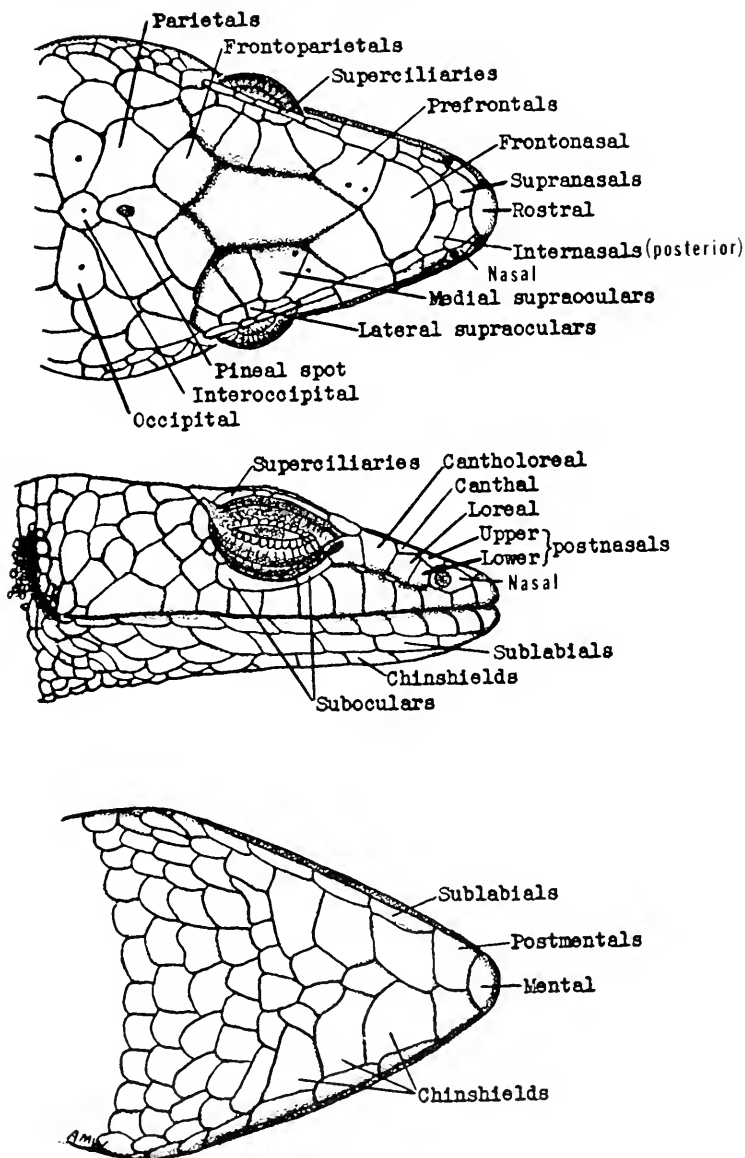 Parietals
Frontoparietals
Superciliaries
Prefrontals
Frontonasal
Supranasals
Rostral
Internasals (posterior)
Nasal
Medial supraoculars
Lateral supraoculars
Pineal spot
Interoccipital
Occipital
Superciliaries
Cantholoreal
Canthal
Loreal
Upper
Lower } postnasals
Nasal
Sublabials
Chinshields
Suboculars
Sublabials
Postmentals
Mental
Chinshields